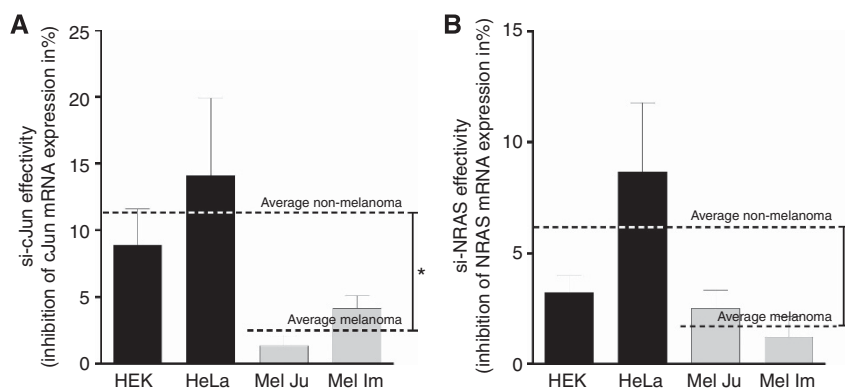 A
si-cJun effectivity
(inhibition of cJun mRNA expression in%)
25
20
15
10
5
0
Average non-melanoma
*
Average melanoma
HEK HeLa Mel Ju Mel Im
B
si-NRAS effectivity
(inhibition of NRAS mRNA expression in%)
15
10
5
0
Average non-melanoma
Average melanoma
HEK HeLa Mel Ju Mel Im